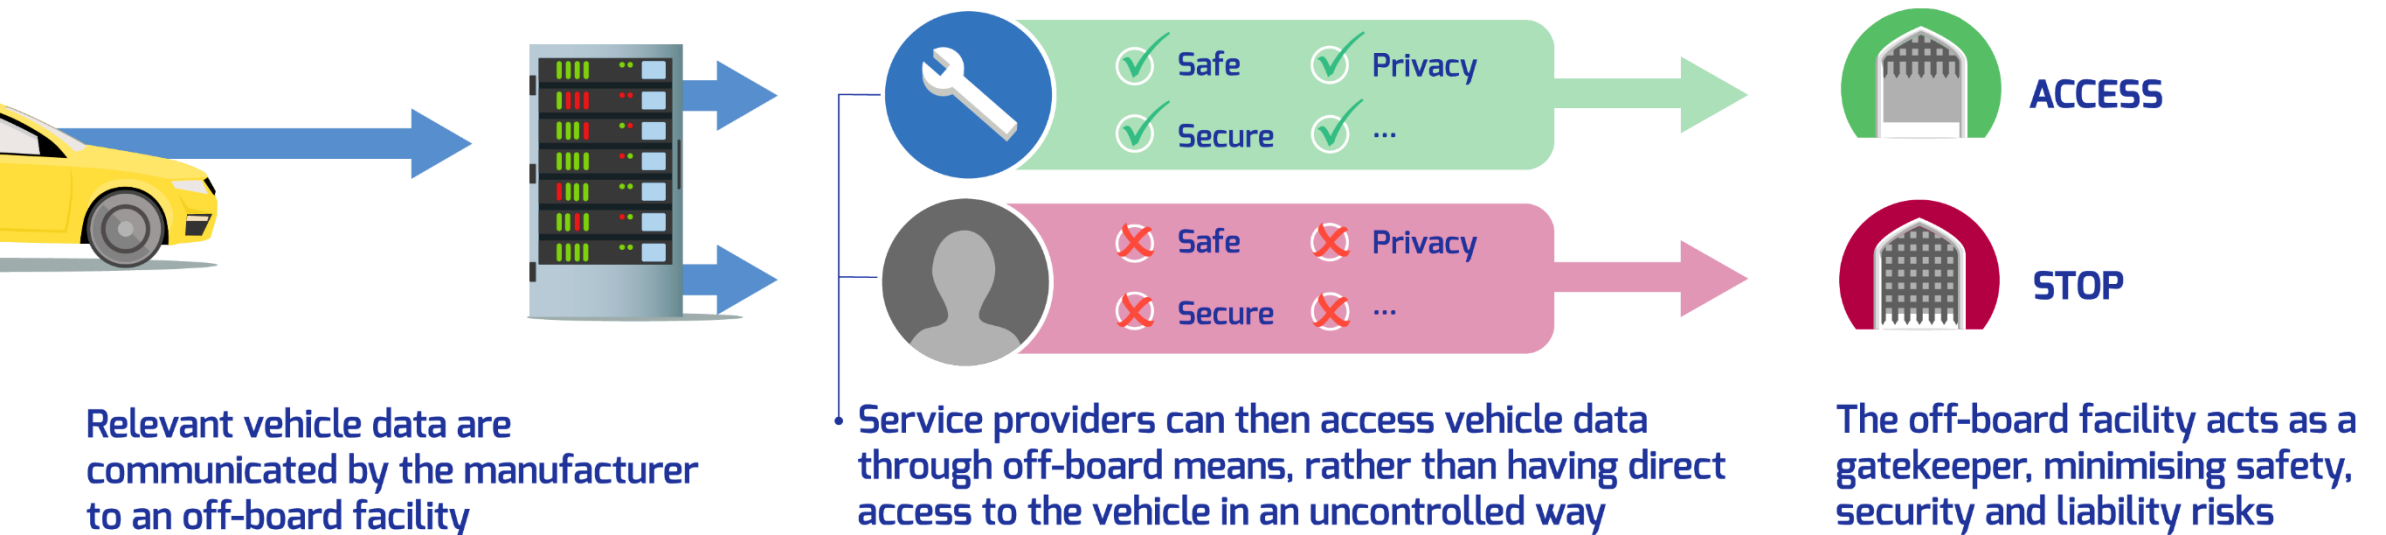 Safe
Privacy
Secure
...
ACCESS
Safe
Privacy
Secure
...
STOP
Relevant vehicle data are
communicated by the manufacturer
to an off-board facility
Service providers can then access vehicle data
through off-board means, rather than having direct
access to the vehicle in an uncontrolled way
The off-board facility acts as a
gatekeeper, minimising safety,
security and liability risks